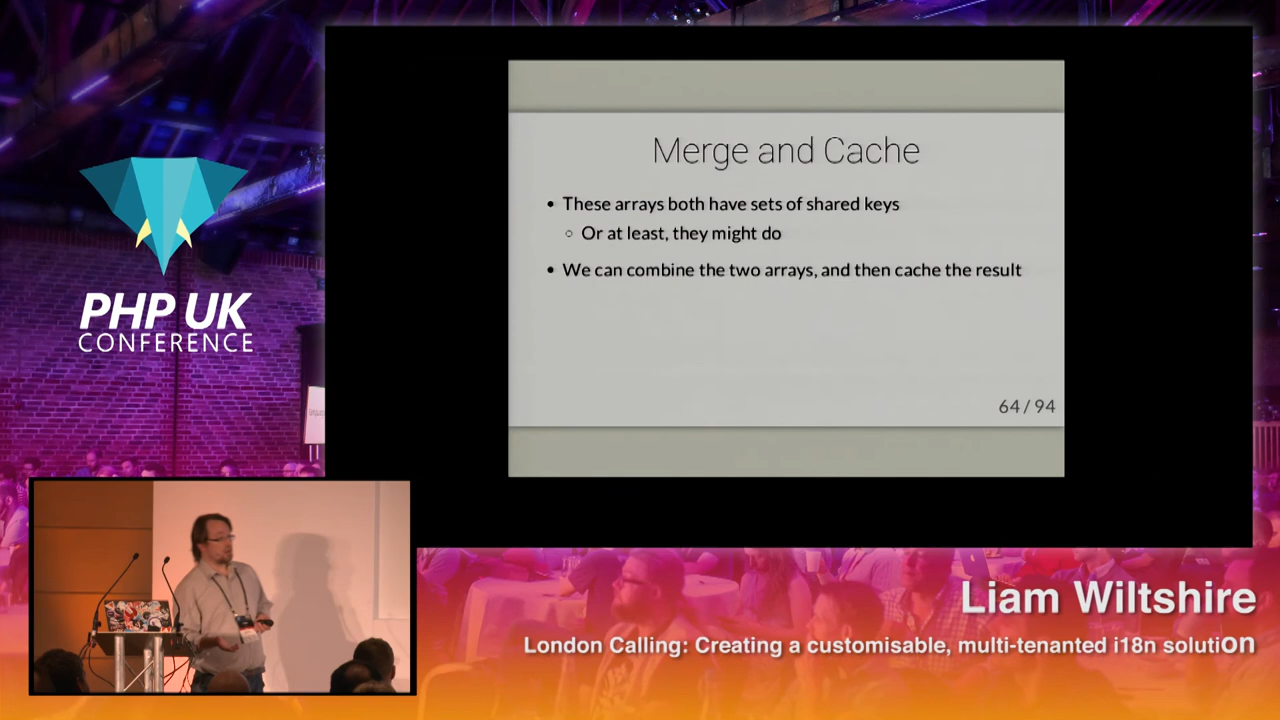 Merge and Cache
These arrays both have sets of shared keys
Or at least, they might do
We can combine the two arrays, and then cache the result
64 / 94
PHP UK
CONFERENCE
Liam Wiltshire
London Calling: Creating a customisable, multi-tenanted i18n solution